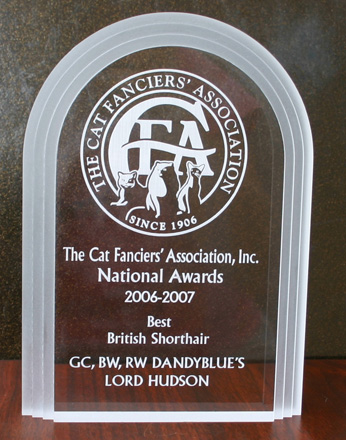 THE CAT FANCIERS' ASSOCIATION
CFA
SINCE 1906
The Cat Fanciers' Association, Inc.
National Awards
2006-2007
Best
British Shorthair
GC, BW, RW DANDYBLUE'S
LORD HUDSON